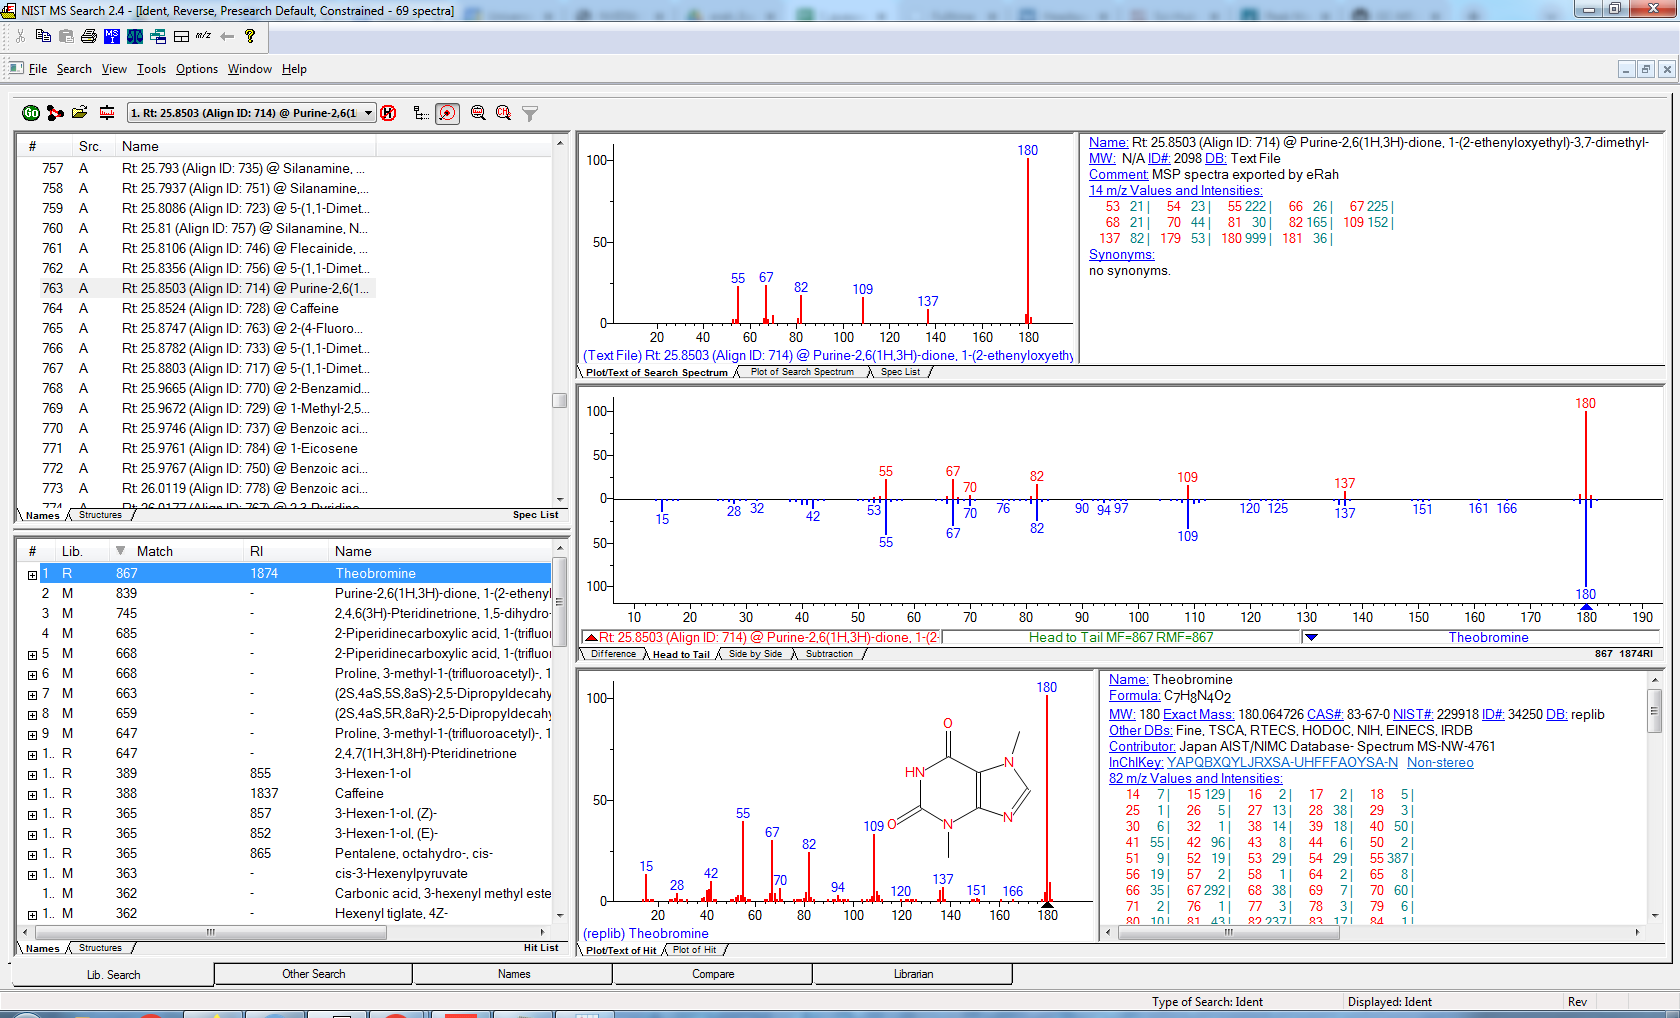 NIST MS Search 2.4 - [Ident, Reverse, Presearch Default, Constrained - 69 spectra]
MS I m/z ?
File Search View Tools Options Window Help
GO 1. Rt: 25.8503 (Align ID: 714) @ Purine-2,6(1
# Src. Name
757 A Rt: 25.793 (Align ID: 735) @ Silanamine, ...
758 A Rt: 25.7937 (Align ID: 751) @ Silanamine,...
759 A Rt: 25.8086 (Align ID: 723) @ 5-(1,1-Dimet...
760 A Rt: 25.81 (Align ID: 757) @ Silanamine, N...
761 A Rt: 25.8106 (Align ID: 746) @ Flecainide, ...
762 A Rt: 25.8356 (Align ID: 756) @ 5-(1,1-Dimet...
763 A Rt: 25.8503 (Align ID: 714) @ Purine-2,6(1...
764 A Rt: 25.8524 (Align ID: 728) @ Caffeine
765 A Rt: 25.8747 (Align ID: 763) @ 2-(4-Fluoro...
766 A Rt: 25.8782 (Align ID: 733) @ 5-(1,1-Dimet...
767 A Rt: 25.8803 (Align ID: 717) @ 5-(1,1-Dimet...
768 A Rt: 25.9665 (Align ID: 770) @ 2-Benzamid...
769 A Rt: 25.9672 (Align ID: 729) @ 1-Methyl-2,5...
770 A Rt: 25.9746 (Align ID: 737) @ Benzoic aci...
771 A Rt: 25.9761 (Align ID: 784) @ 1-Eicosene
772 A Rt: 25.9767 (Align ID: 750) @ Benzoic aci...
773 A Rt: 26.0119 (Align ID: 778) @ Benzoic aci...
774 A Rt: 26.0177 (Align ID: 767) @ 2,3-Pyridine...
Names Structures Spec List
100
50
0
180
55 67 82 109 137
20 40 60 80 100 120 140 160 180
(Text File) Rt: 25.8503 (Align ID: 714) @ Purine-2,6(1H,3H)-dione, 1-(2-ethenyloxyethy
Plot/Text of Search Spectrum Plot of Search Spectrum Spec List
Name: Rt: 25.8503 (Align ID: 714) @ Purine-2,6(1H,3H)-dione, 1-(2-ethenyloxyethyl)-3,7-dimethyl-
MW: N/A ID#: 2098 DB: Text File
Comment: MSP spectra exported by eRah
14 m/z Values and Intensities:
53 21| 54 23| 55 222| 66 26| 67 225|
68 21| 70 44| 81 30| 82 165| 109 152|
137 82| 179 53| 180 999| 181 36|
Synonyms:
no synonyms.
100
50
0
50
100
180
55 67 70 82 109 137
15 28 32 42 53 55 67 70 76 82 90 94 97 109 120 125 137 151 161 166
180
10 20 30 40 50 60 70 80 90 100 110 120 130 140 150 160 170 180 190
Rt: 25.8503 (Align ID: 714) @ Purine-2,6(1H,3H)-dione, 1-(2- Head to Tail MF=867 RMF=867 Theobromine
Difference Head to Tail Side by Side Subtraction 867 1874RI
# Lib. Match RI Name
1 R 867 1874 Theobromine
2 M 839 - Purine-2,6(1H,3H)-dione, 1-(2-ethenyl
3 M 745 - 2,4,6(3H)-Pteridinetrione, 1,5-dihydro-
4 M 685 - 2-Piperidinecarboxylic acid, 1-(trifluor
5 M 668 - 2-Piperidinecarboxylic acid, 1-(trifluor
6 M 668 - Proline, 3-methyl-1-(trifluoroacetyl)-, 1
7 M 663 - (2S,4aS,5S,8aS)-2,5-Dipropyldecahy
8 M 659 - (2S,4aS,5R,8aR)-2,5-Dipropyldecahy
9 M 647 - Proline, 3-methyl-1-(trifluoroacetyl)-, 1
1.. M 647 - 2,4,7(1H,3H,8H)-Pteridinetrione
1.. R 389 855 3-Hexen-1-ol
1.. R 388 1837 Caffeine
1.. R 365 857 3-Hexen-1-ol, (Z)-
1.. R 365 852 3-Hexen-1-ol, (E)-
1.. R 365 865 Pentalene, octahydro-, cis-
1.. M 363 - cis-3-Hexenylpyruvate
1. M 362 - Carbonic acid, 3-hexenyl methyl este
1.. M 362 - Hexenyl tiglate, 4Z-
Names Structures Hit List
100
50
0
180
15 28 42 55 67 70 82 94 109 120 137 151 166
20 40 60 80 100 120 140 160 180
O HN N N N O
(replib) Theobromine
Plot/Text of Hit Plot of Hit
Name: Theobromine
Formula: C7H8N4O2
MW: 180 Exact Mass: 180.064726 CAS#: 83-67-0 NIST#: 229918 ID#: 34250 DB: replib
Other DBs: Fine, TSCA, RTECS, HODOC, NIH, EINECS, IRDB
Contributor: Japan AIST/NIMC Database- Spectrum MS-NW-4761
InChIKey: YAPQBXQYLJRXSA-UHFFFAOYSA-N Non-stereo
82 m/z Values and Intensities:
14 7| 15 129| 16 2| 17 2| 18 5|
25 1| 26 5| 27 13| 28 38| 29 3|
30 6| 32 1| 38 14| 39 18| 40 50|
41 55| 42 96| 43 8| 44 6| 50 2|
51 9| 52 19| 53 29| 54 29| 55 387|
56 19| 57 2| 58 1| 64 2| 65 8|
66 35| 67 292| 68 38| 69 7| 70 60|
71 2| 76 1| 77 3| 78 3| 79 6|
80 10| 81 43| 82 237| 83 17| 84 1|
Lib. Search Other Search Names Compare Librarian
Type of Search: Ident Displayed: Ident Rev